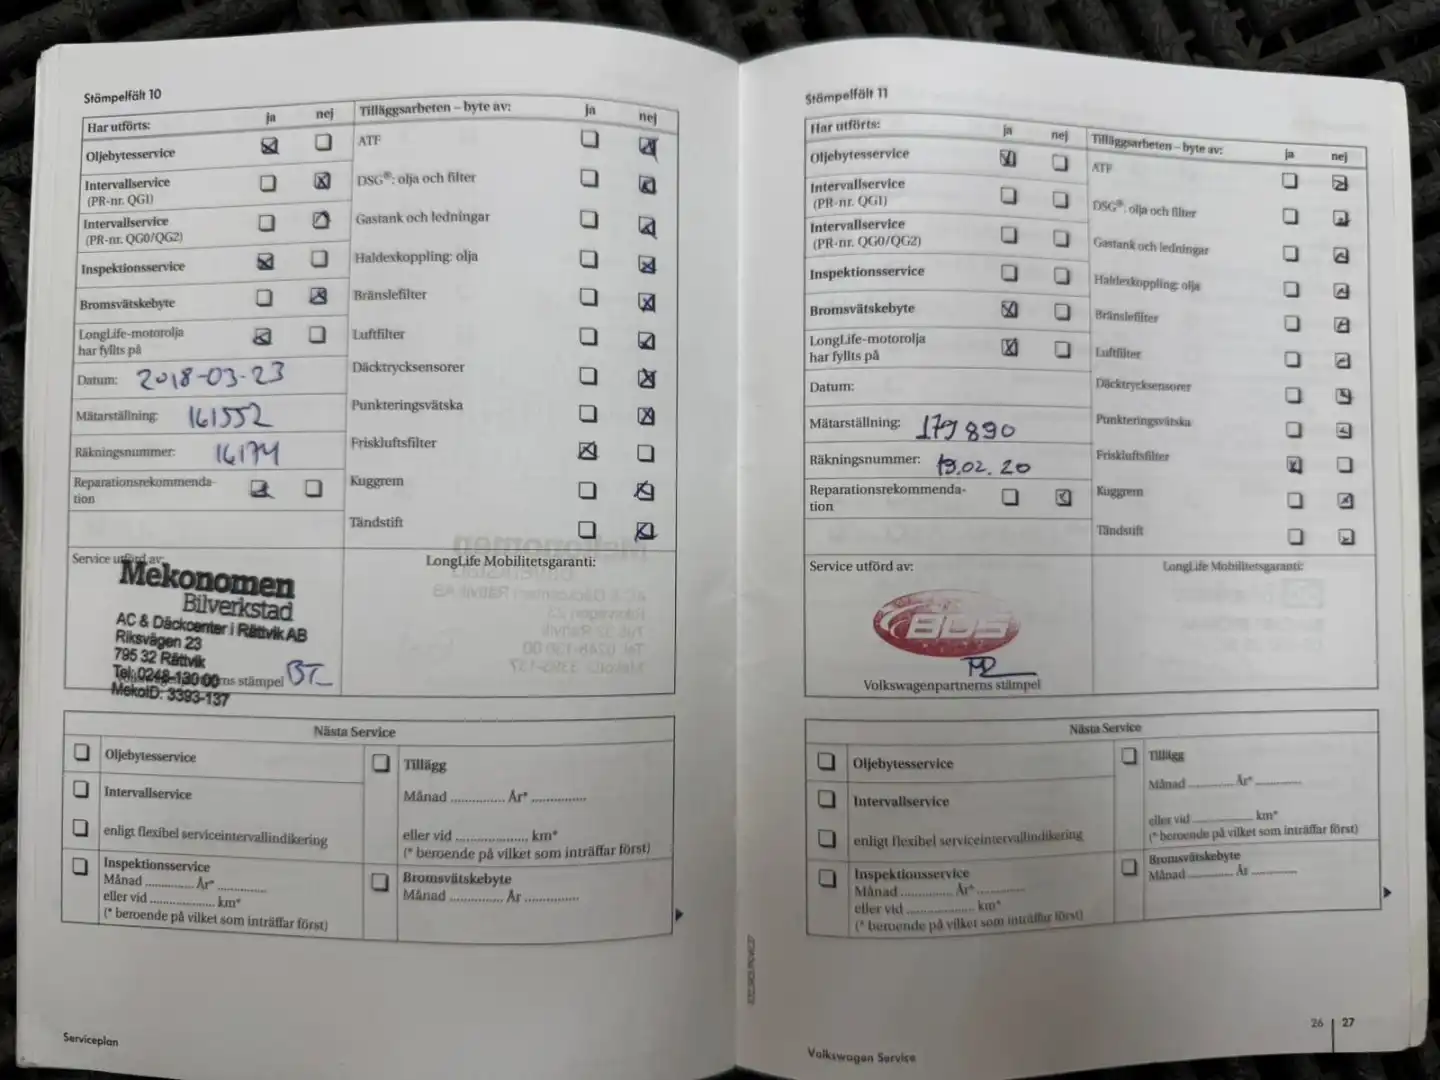 Stämpelfält 10
Har utförts: ja nej
Oljebytesservice
Intervallservice
(PR-nr. QG1)
Intervallservice
(PR-nr. QG0/QG2)
Inspektionsservice
Bromsvätskebyte
LongLife-motorolja
har fyllts på
Datum: 2018-03-23
Mätarställning: 161552
Räkningsnummer: 16174
Reparationsrekommenda-
tion
Tilläggsarbeten – byte av: ja nej
ATF
DSG®: olja och filter
Gastank och ledningar
Haldexkoppling: olja
Bränslefilter
Luftfilter
Däcktrycksensorer
Punkteringsvätska
Friskluftsfilter
Kuggrem
Tändstift
Service utförd av:
Mekonomen
Bilverkstad
AC & Däckcenter i Rättvik AB
Riksvägen 23
795 32 Rättvik
Tel: 0248-130 00
rns stämpel BT
MekoID: 3393-137
LongLife Mobilitetsgaranti:
Nästa Service
Oljebytesservice
Intervallservice
enligt flexibel serviceintervallindikering
Inspektionsservice
Månad ............... År* ...............
eller vid .................... km*
(* beroende på vilket som inträffar först)
Tillägg
Månad ............... År* ...............
eller vid .................... km*
(* beroende på vilket som inträffar först)
Bromsvätskebyte
Månad ............... År ...............
Serviceplan
Stämpelfält 11
Har utförts: ja nej
Oljebytesservice
Intervallservice
(PR-nr. QG1)
Intervallservice
(PR-nr. QG0/QG2)
Inspektionsservice
Bromsvätskebyte
LongLife-motorolja
har fyllts på
Datum:
Mätarställning: 179890
Räkningsnummer: 19.02.20
Reparationsrekommenda-
tion
Tilläggsarbeten – byte av: ja nej
ATF
DSG®: olja och filter
Gastank och ledningar
Haldexkoppling: olja
Bränslefilter
Luftfilter
Däcktrycksensorer
Punkteringsvätska
Friskluftsfilter
Kuggrem
Tändstift
Service utförd av:
BDS
Volkswagenpartnerns stämpel
LongLife Mobilitetsgaranti:
Nästa Service
Oljebytesservice
Intervallservice
enligt flexibel serviceintervallindikering
Inspektionsservice
Månad ............... År* ...............
eller vid .................... km*
(* beroende på vilket som inträffar först)
Tillägg
Månad ............... År* ...............
eller vid .................... km*
(* beroende på vilket som inträffar först)
Bromsvätskebyte
Månad ............... År ...............
26 27
Volkswagen Service